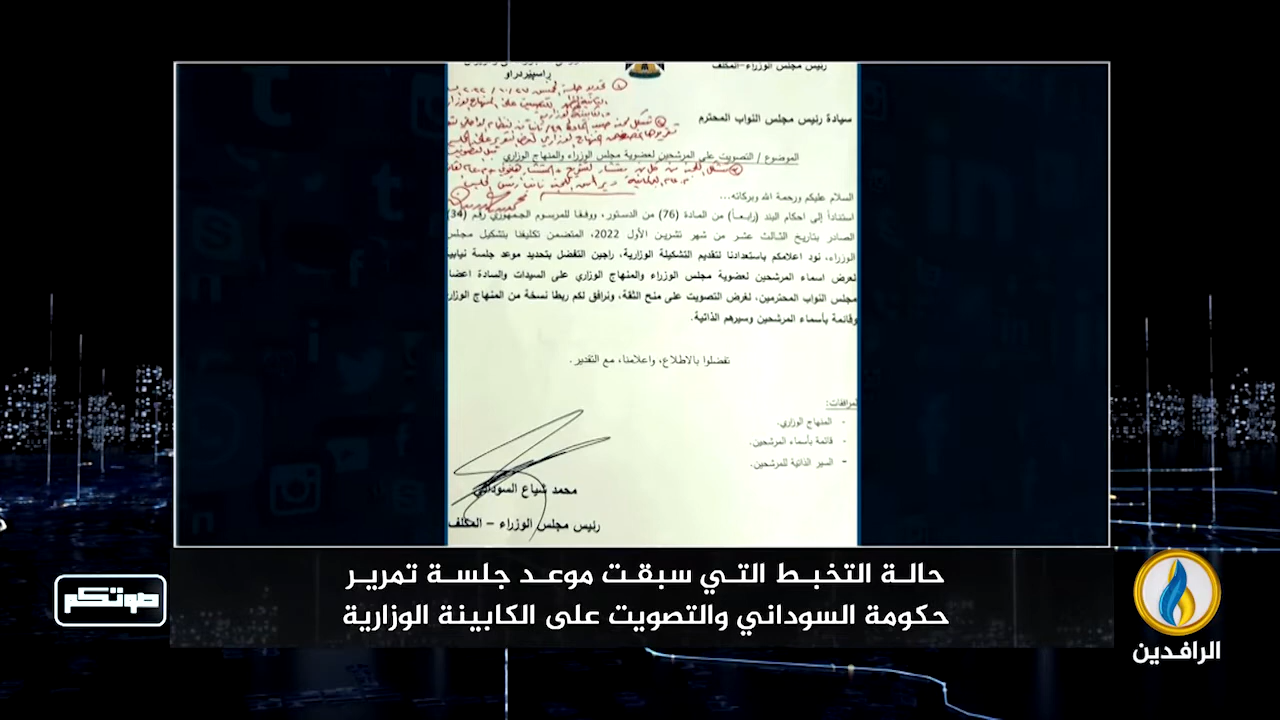 رئيس مجلس الوزراء–المكلف
راسپێردراو
سيادة رئيس مجلس النواب المحترم
الموضوع / التصويت على المرشحين لعضوية مجلس الوزراء والمنهاج الوزاري
السلام عليكم ورحمة الله وبركاته...
استناداً إلى احكام البند (رابعاً) من المادة (76) من الدستور، ووفقا للمرسوم الجمهوري رقم (34)
الصادر بتاريخ الثالث عشر من شهر تشرين الأول 2022، المتضمن تكليفنا بتشكيل مجلس
الوزراء، نود اعلامكم باستعدادنا لتقديم التشكيلة الوزارية، راجين التفضل بتحديد موعد جلسة نيابية
لعرض اسماء المرشحين لعضوية مجلس الوزراء والمنهاج الوزاري على السيدات والسادة اعضا
مجلس النواب المحترمين، لغرض التصويت على منح الثقة، ونرافق لكم ربطا نسخة من المنهاج الوزار
وقائمة بأسماء المرشحين وسيرهم الذاتية.
تفضلوا بالاطلاع، واعلامنا، مع التقدير.
لمرافقات:
- المنهاج الوزاري.
- قائمة بأسماء المرشحين.
- السير الذاتية للمرشحين.
محمد شياع السوداني
رئيس مجلس الوزراء – المكلف
حالة التخبط التي سبقت موعد جلسة تمرير
حكومة السوداني والتصويت على الكابينة الوزارية
صوتكم
الرافدين